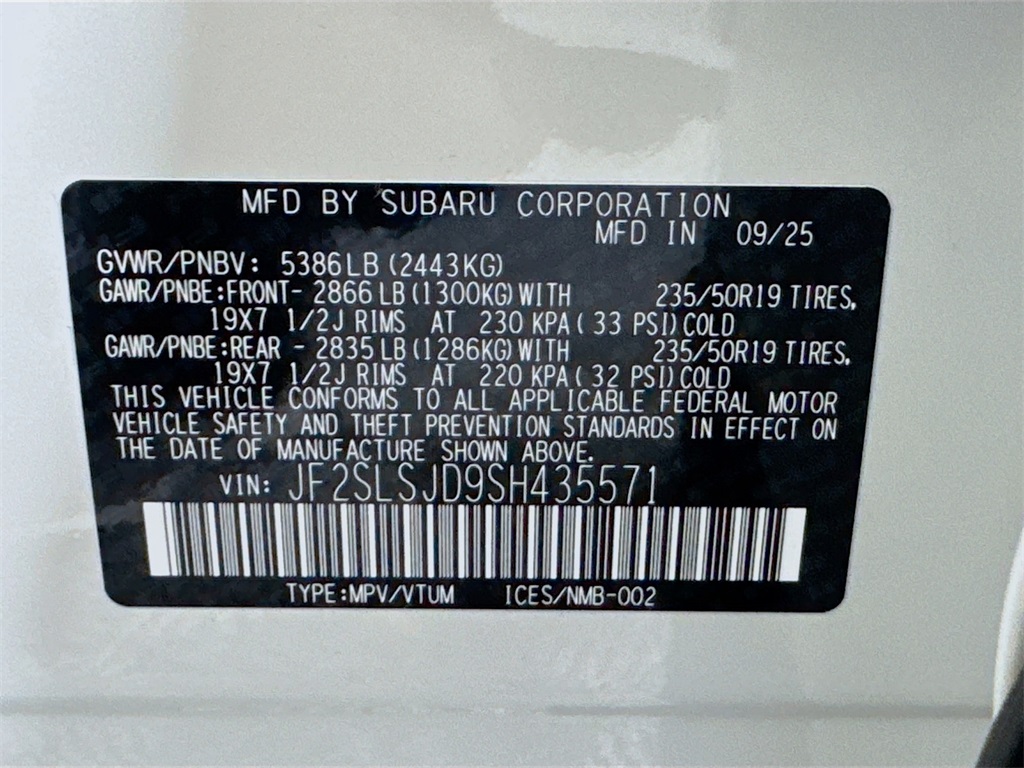 MFD BY SUBARU CORPORATION
MFD IN 09/25
GVWR/PNBV: 5386LB(2443KG)
GAWR/PNBE:FRONT- 2866LB(1300KG)WITH 235/50R19 TIRES,
19X7 1/2J RIMS AT 230 KPA( 33 PSI)COLD
GAWR/PNBE:REAR - 2835LB(1286KG)WITH 235/50R19 TIRES,
19X7 1/2J RIMS AT 220 KPA( 32 PSI)COLD
THIS VEHICLE CONFORMS TO ALL APPLICABLE FEDERAL MOTOR
VEHICLE SAFETY AND THEFT PREVENTION STANDARDS IN EFFECT ON
THE DATE OF MANUFACTURE SHOWN ABOVE.
VIN: JF2SLSJD9SH435571
TYPE:MPV/VTUM ICES/NMB-002